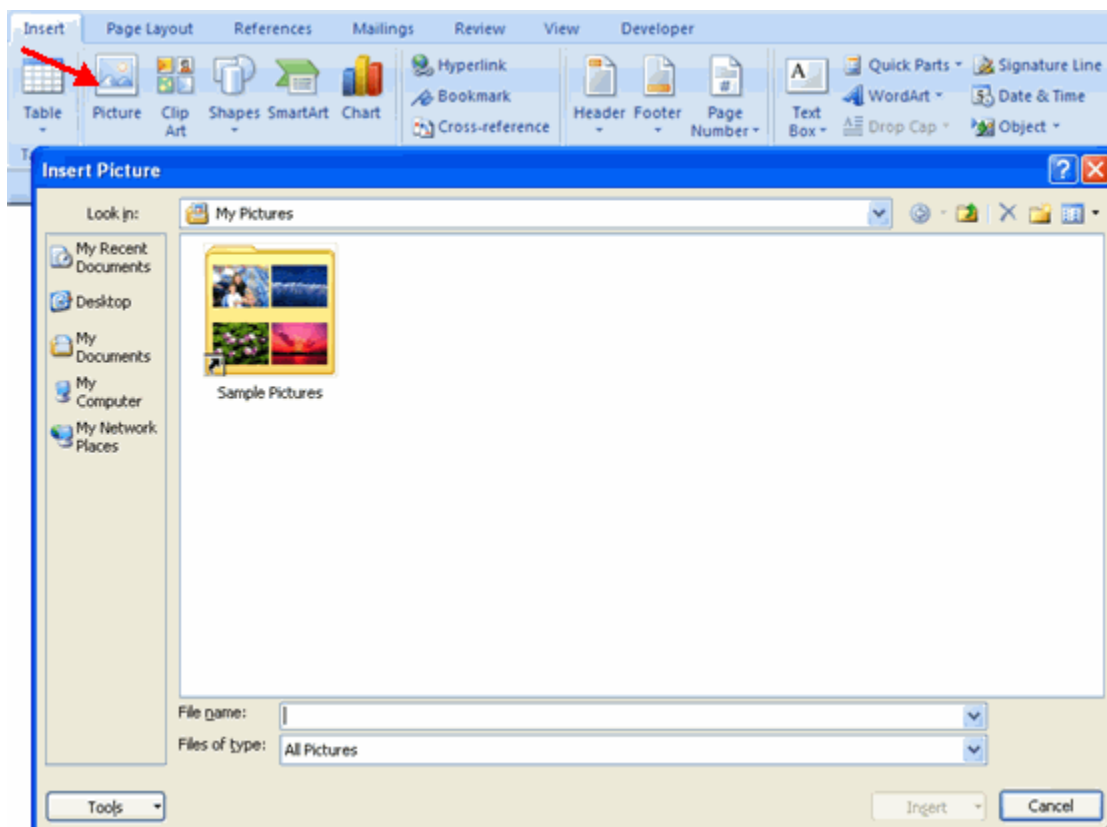 Insert Page Layout References Mailings Review View Developer
Hyperlink Quick Parts Signature Line
A WordArt Date & Time
Bookmark
Table Picture Clip Art Shapes SmartArt Chart Header Footer Page Number Text Box
Cross-reference Drop Cap Object
Insert Picture
Look in: My Pictures
My Recent Documents
Desktop
My Documents
My Computer
My Network Places
Sample Pictures
File name:
Files of type: All Pictures
Tools Insert Cancel